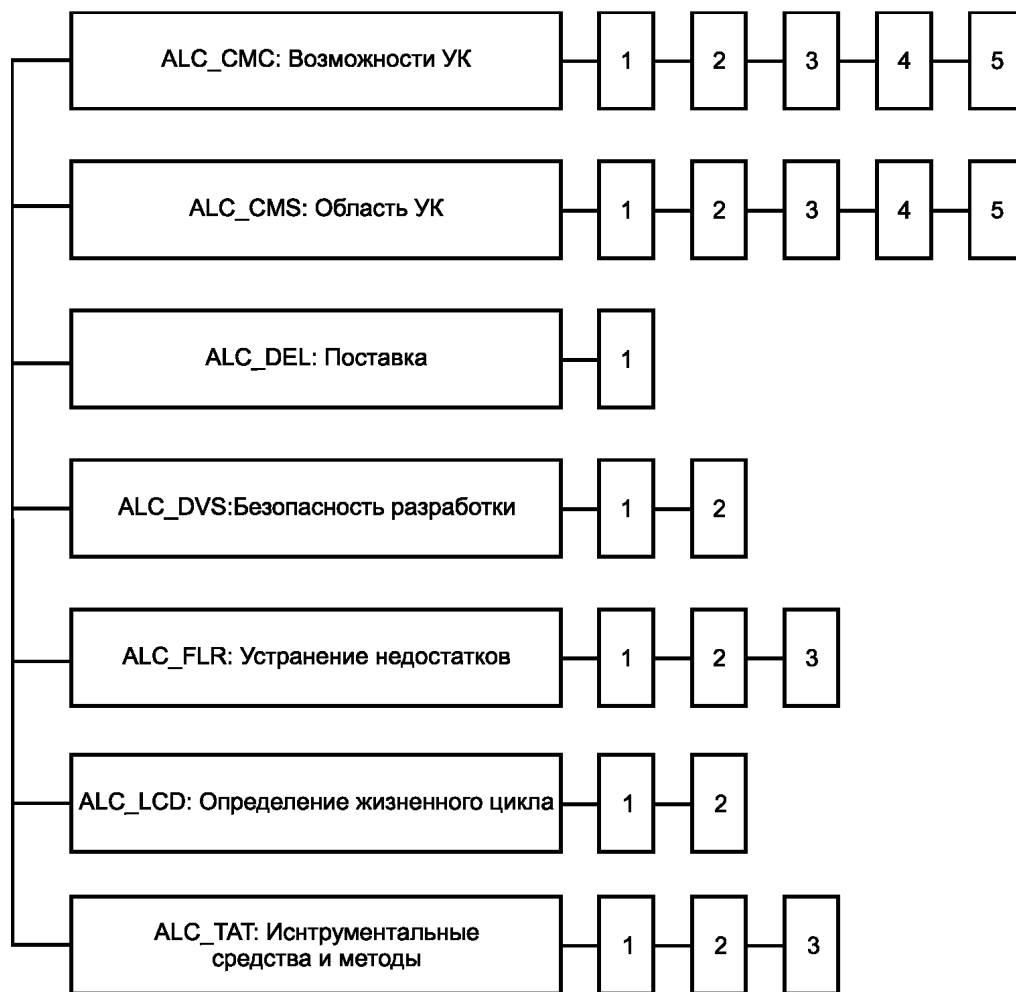 ALC_CMC: Возможности УК 1 2 3 4 5
ALC_CMS: Область УК 1 2 3 4 5
ALC_DEL: Поставка 1
ALC_DVS:Безопасность разработки 1 2
ALC_FLR: Устранение недостатков 1 2 3
ALC_LCD: Определение жизненного цикла 1 2
ALC_TAT: Иснтрументальные
средства и методы 1 2 3